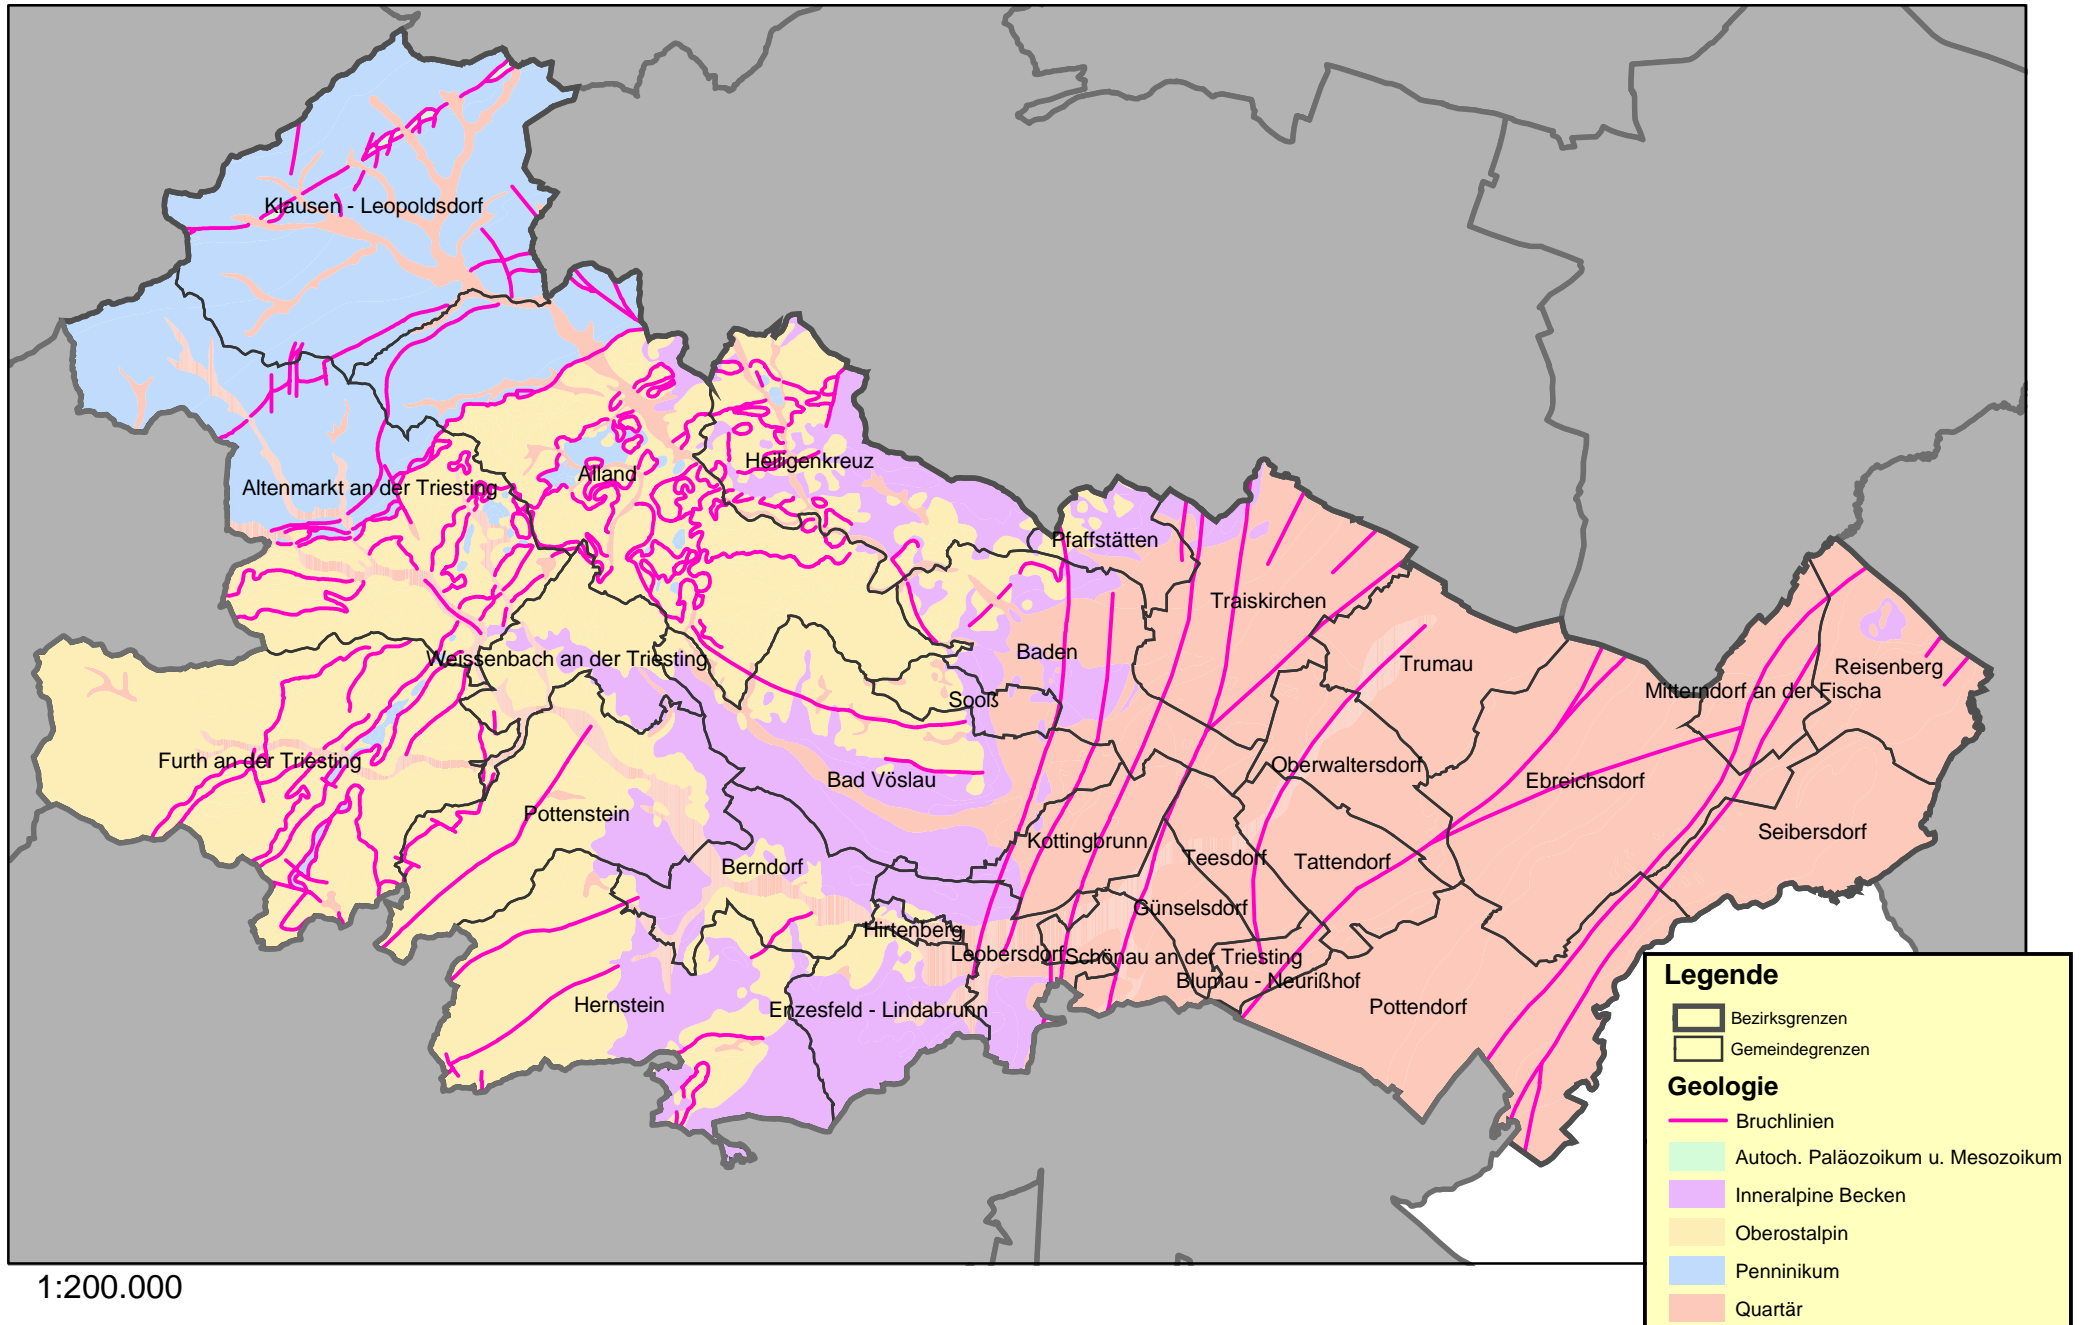 Klausen - Leopoldsdorf
Heiligenkreuz
Alland
Altenmarkt an der Triesting
Pfaffstätten
Traiskirchen
Baden
Weissenbach an der Triesting
Trumau
Reisenberg
Mitterndorf an der Fischa
Sooß
Furth an der Triesting
Oberwaltersdorf
Bad Vöslau
Ebreichsdorf
Pottenstein
Seibersdorf
Kottingbrunn
Teesdorf
Tattendorf
Berndorf
Günselsdorf
Hirtenberg
Leobersdorf
Schönau an der Triesting
Blumau - Neurißhof
Hernstein
Enzesfeld - Lindabrunn
Pottendorf
Legende
Bezirksgrenzen
Gemeindegrenzen
Geologie
Bruchlinien
Autoch. Paläozoikum u. Mesozoikum
Inneralpine Becken
Oberostalpin
Penninikum
Quartär
1:200.000